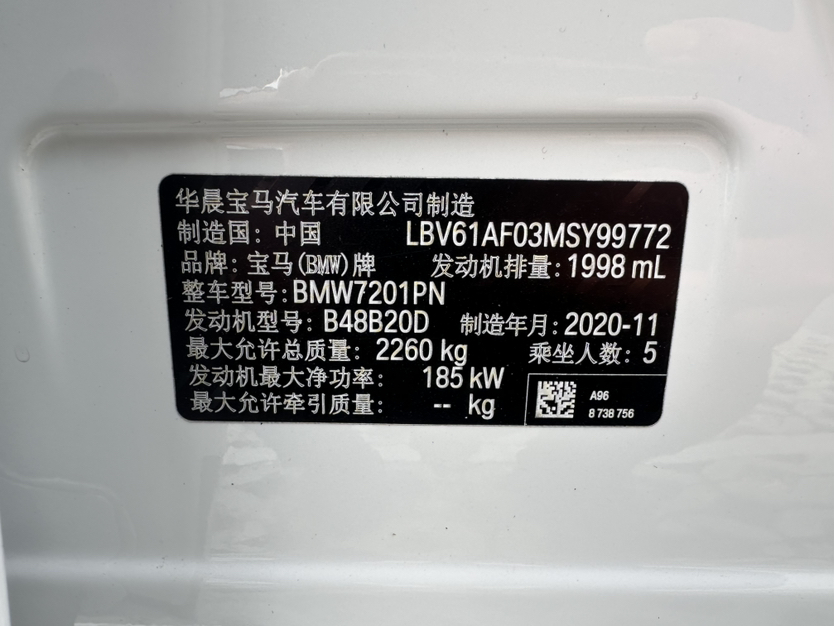 华晨宝马汽车有限公司制造
制造国: 中国 LBV61AF03MSY99772
品牌: 宝马(BMW)牌 发动机排量: 1998 mL
整车型号: BMW7201PN
发动机型号: B48B20D 制造年月: 2020-11
最大允许总质量: 2260 kg 乘坐人数: 5
发动机最大净功率: 185 kW
最大允许牵引质量: -- kg
A96
8 738 756